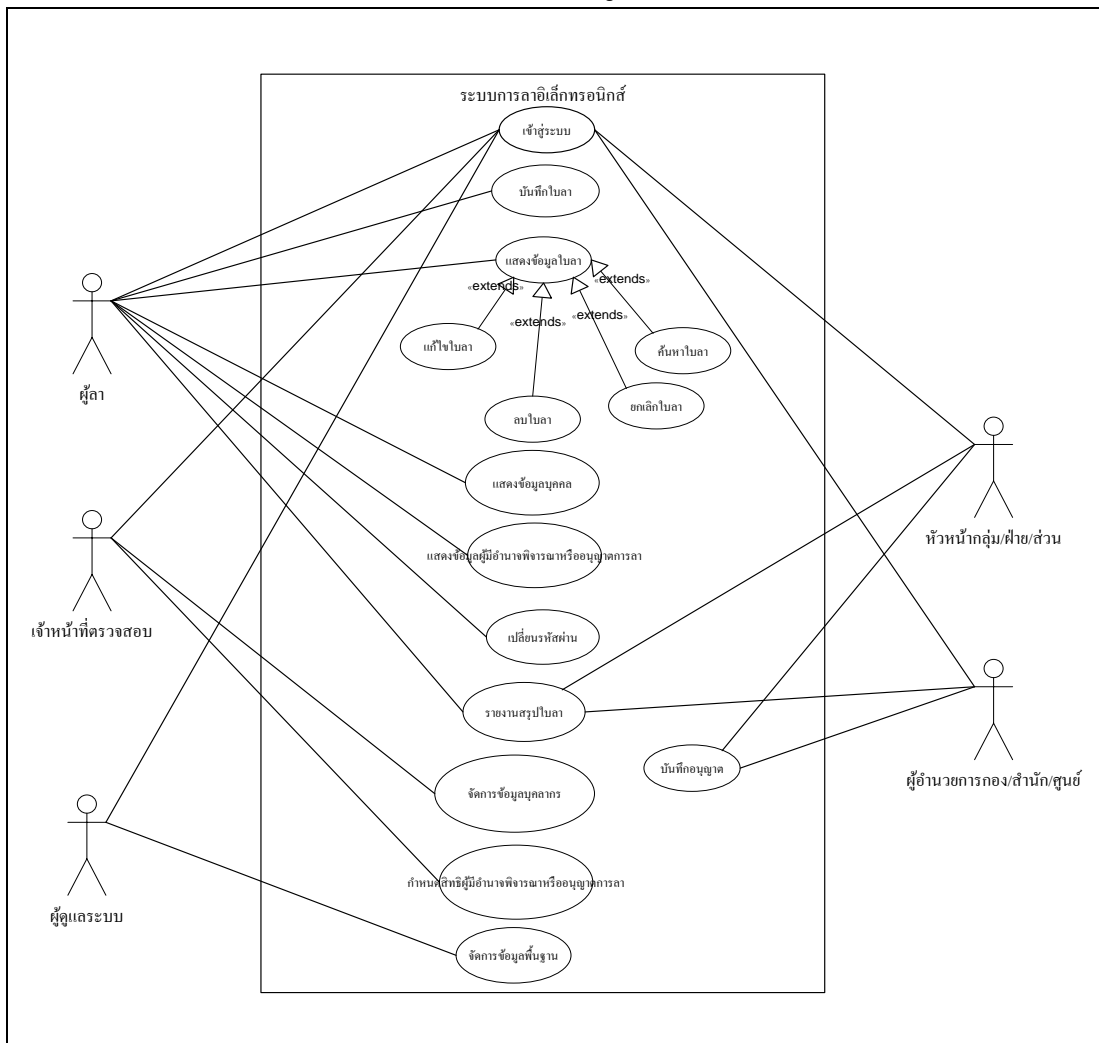 ระบบการลาอิเล็กทรอนิกส์
เข้าสู่ระบบ
บันทึกใบลา
แสดงข้อมูลใบลา
«extends»
«extends»
«extends»
«extends»
แก้ไขใบลา
ค้นหาใบลา
ยกเลิกใบลา
ลบใบลา
ผู้ลา
แสดงข้อมูลบุคคล
หัวหน้ากลุ่ม/ฝ่าย/ส่วน
แสดงข้อมูลผู้มีอำนาจพิจารณาหรืออนุญาตการลา
เจ้าหน้าที่ตรวจสอบ
เปลี่ยนรหัสผ่าน
รายงานสรุปใบลา
บันทึกอนุญาต
ผู้อำนวยการกอง/สำนัก/ศูนย์
จัดการข้อมูลบุคลากร
กำหนดสิทธิผู้มีอำนาจพิจารณาหรืออนุญาตการลา
ผู้ดูแลระบบ
จัดการข้อมูลพื้นฐาน